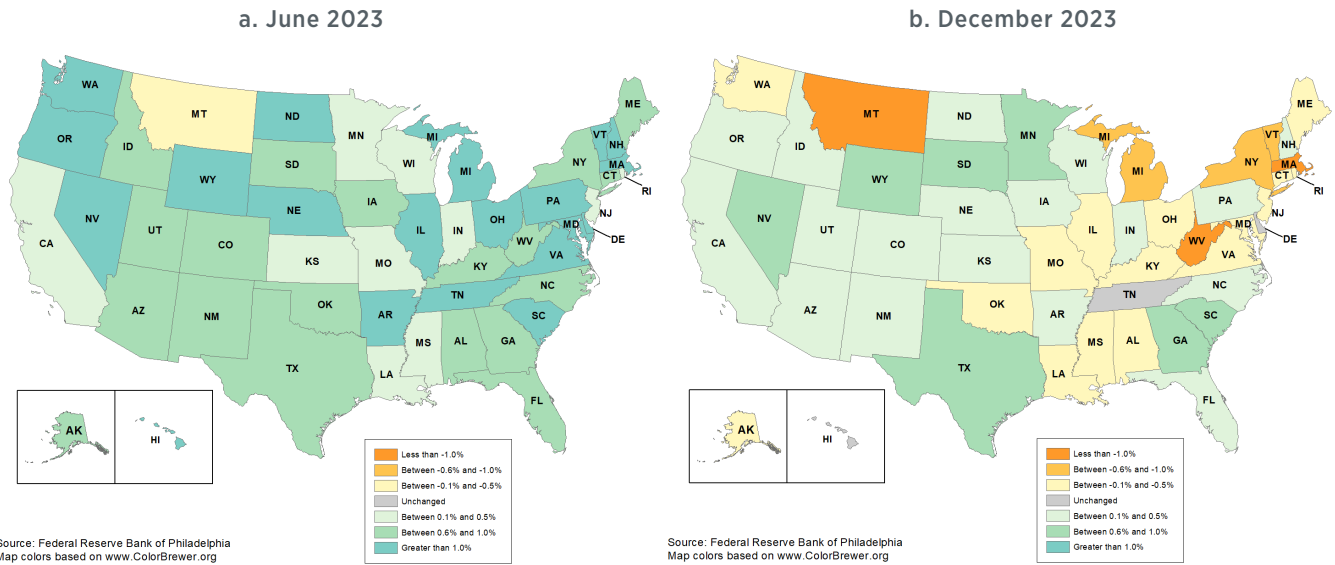 a. June 2023
WA
MT
ND
MN
ME
OR
ID
SD
WI
MI
MI
VT
NH
NY
MA
CT
RI
WY
IA
NE
PA
NJ
NV
UT
CO
IL
IN
OH
MD
DE
WV
VA
CA
KS
MO
KY
NC
TN
AZ
NM
OK
AR
SC
MS
AL
GA
TX
LA
FL
AK
HI
Less than -1.0%
Between -0.6% and -1.0%
Between -0.1% and -0.5%
Unchanged
Between 0.1% and 0.5%
Between 0.6% and 1.0%
Greater than 1.0%
Source: Federal Reserve Bank of Philadelphia
Map colors based on www.ColorBrewer.org
b. December 2023
WA
MT
ND
MN
ME
OR
ID
SD
WI
MI
MI
VT
NH
NY
MA
CT
RI
WY
IA
NE
PA
NJ
NV
UT
CO
IL
IN
OH
MD
DE
WV
VA
CA
KS
MO
KY
NC
TN
AZ
NM
OK
AR
SC
MS
AL
GA
TX
LA
FL
AK
HI
Less than -1.0%
Between -0.6% and -1.0%
Between -0.1% and -0.5%
Unchanged
Between 0.1% and 0.5%
Between 0.6% and 1.0%
Greater than 1.0%
Source: Federal Reserve Bank of Philadelphia
Map colors based on www.ColorBrewer.org